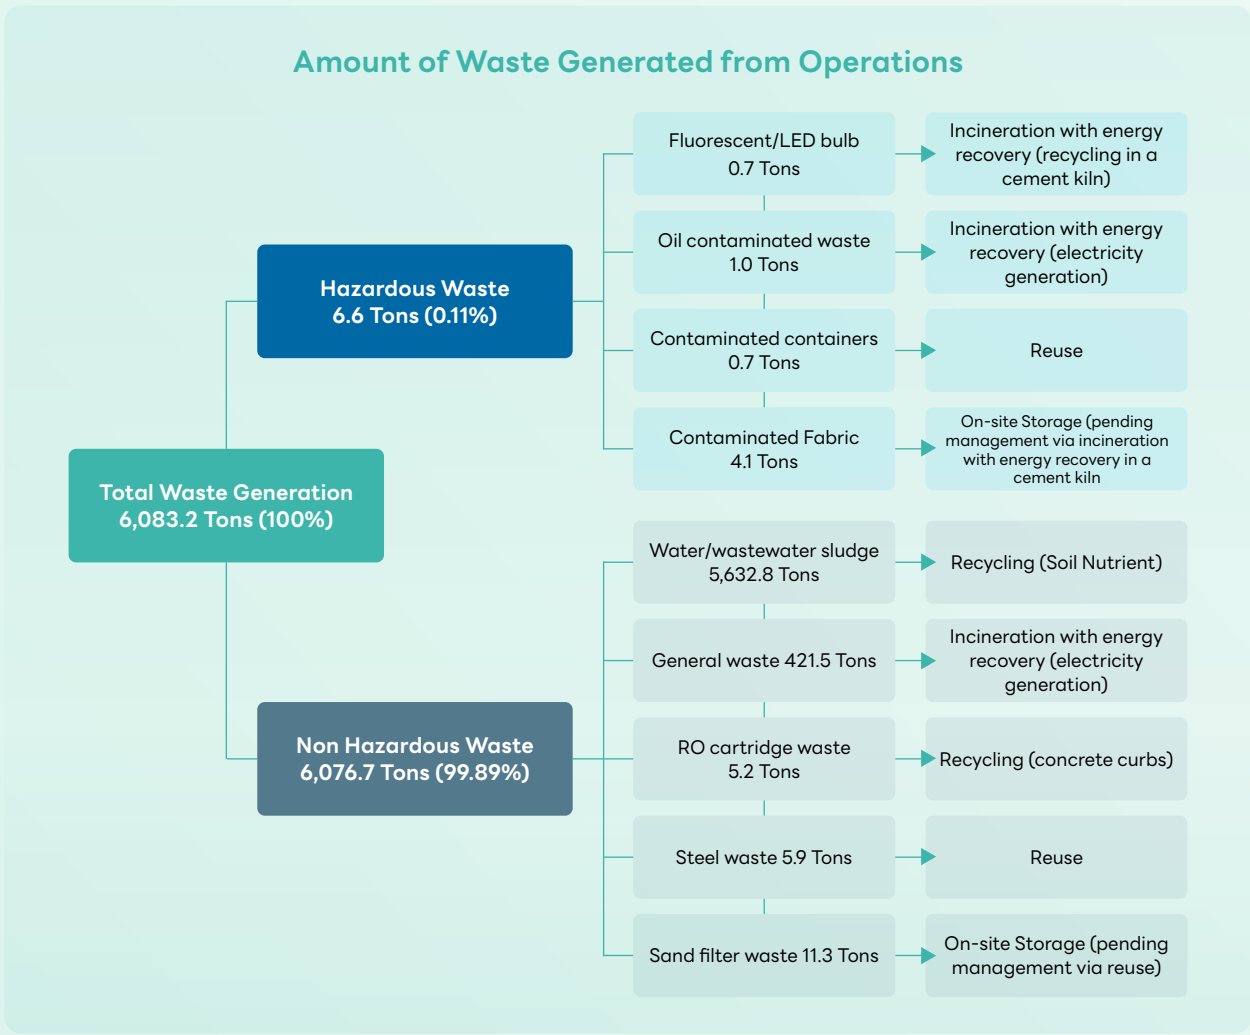 Amount of Waste Generated from Operations
Total Waste Generation
6,083.2 Tons (100%)
Hazardous Waste
6.6 Tons (0.11%)
Fluorescent/LED bulb
0.7 Tons
Incineration with energy
recovery (recycling in a
cement kiln)
Oil contaminated waste
1.0 Tons
Incineration with energy
recovery (electricity
generation)
Contaminated containers
0.7 Tons
Reuse
Contaminated Fabric
4.1 Tons
On-site Storage (pending
management via incineration
with energy recovery in a
cement kiln
Non Hazardous Waste
6,076.7 Tons (99.89%)
Water/wastewater sludge
5,632.8 Tons
Recycling (Soil Nutrient)
General waste 421.5 Tons
Incineration with energy
recovery (electricity
generation)
RO cartridge waste
5.2 Tons
Recycling (concrete curbs)
Steel waste 5.9 Tons
Reuse
Sand filter waste 11.3 Tons
On-site Storage (pending
management via reuse)